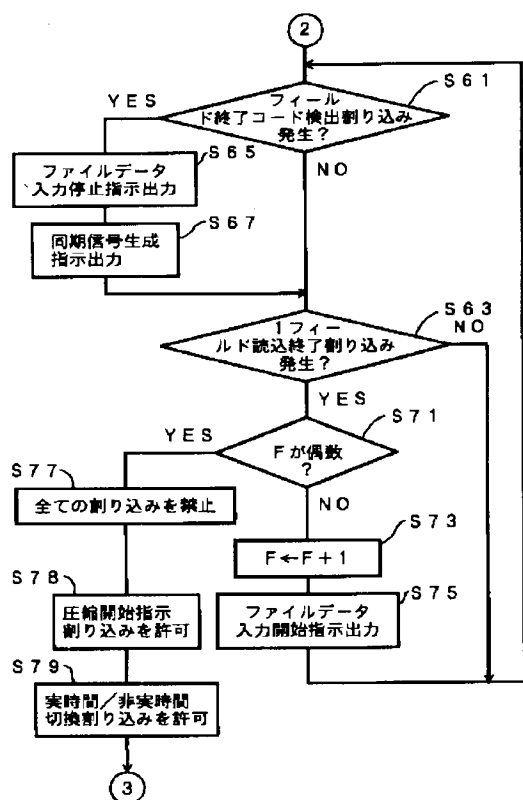 2
S61
フィール
ド終了コード検出割り込み
発生?
YES
NO
S65
ファイルデータ
入力停止指示出力
S67
同期信号生成
指示出力
S63
1フィー
ルド読込終了割り込み
発生?
NO
YES
S71
Fが偶数
?
YES
NO
S77
全ての割り込みを禁止
S73
F←F+1
S78
圧縮開始指示
割り込みを許可
S75
ファイルデータ
入力開始指示出力
S79
実時間/非実時間
切換割り込みを許可
3